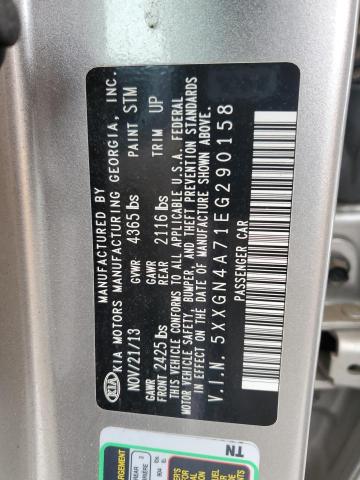 MANUFACTURED BY
KIA KIA MOTORS MANUFACTURING GEORGIA, INC.
NOV/21/13 GVWR 4365 lbs PAINT STM
GAWR FRONT 2425 lbs GAWR REAR 2116 lbs TRIM UP
THIS VEHICLE CONFORMS TO ALL APPLICABLE U.S.A. FEDERAL
MOTOR VEHICLE SAFETY, BUMPER, AND THEFT PREVENTION STANDARDS
IN EFFECT ON THE DATE OF MANUFACTURE SHOWN ABOVE.
V.I.N. 5XXGN4A71EG290158
PASSENGER CAR
TN